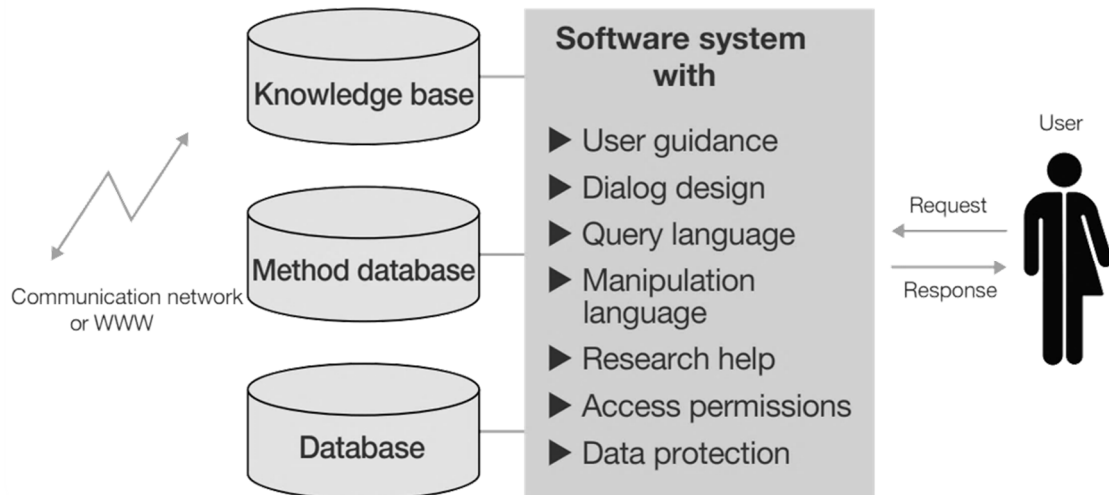 Knowledge base
Method database
Database
Communication network
or WWW
Software system
with
▶ User guidance
▶ Dialog design
▶ Query language
▶ Manipulation
language
▶ Research help
▶ Access permissions
▶ Data protection
User
Request
Response